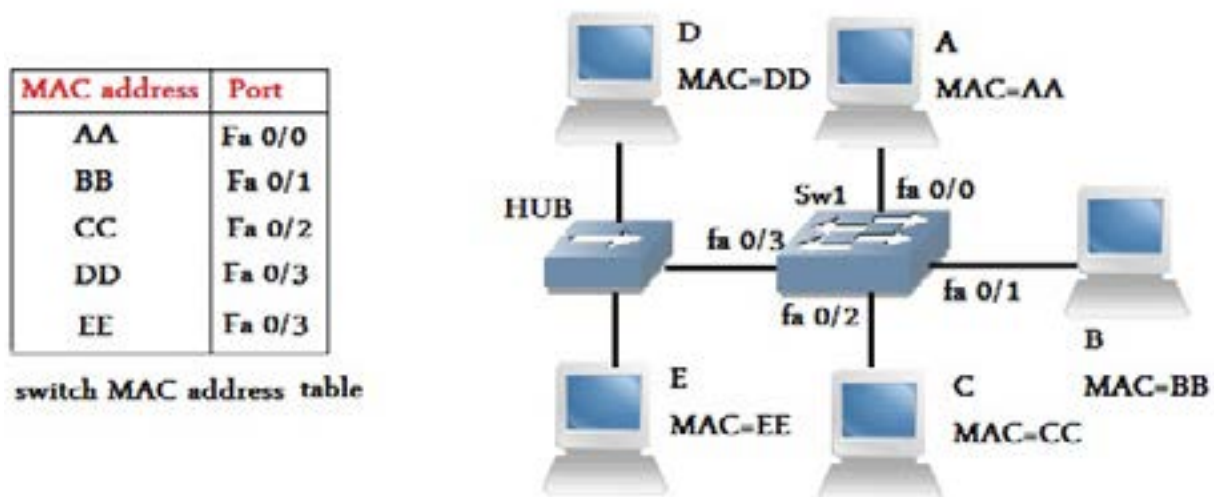 MAC address Port
AA Fa 0/0
BB Fa 0/1
CC Fa 0/2
DD Fa 0/3
EE Fa 0/3
switch MAC address table
D
MAC=DD
A
MAC=AA
HUB
Sw1
fa 0/0
fa 0/3
fa 0/1
fa 0/2
B
MAC=BB
E
MAC=EE
C
MAC=CC